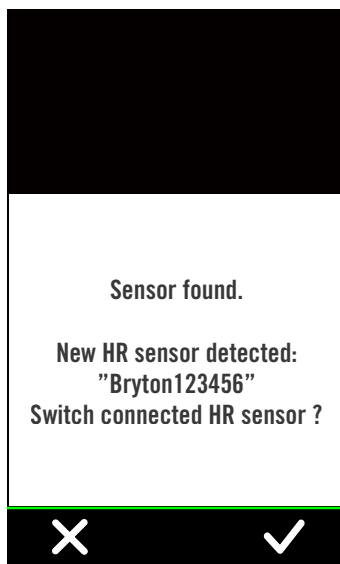 Sensor found.
New HR sensor detected:
”Bryton123456”
Switch connected HR sensor ?